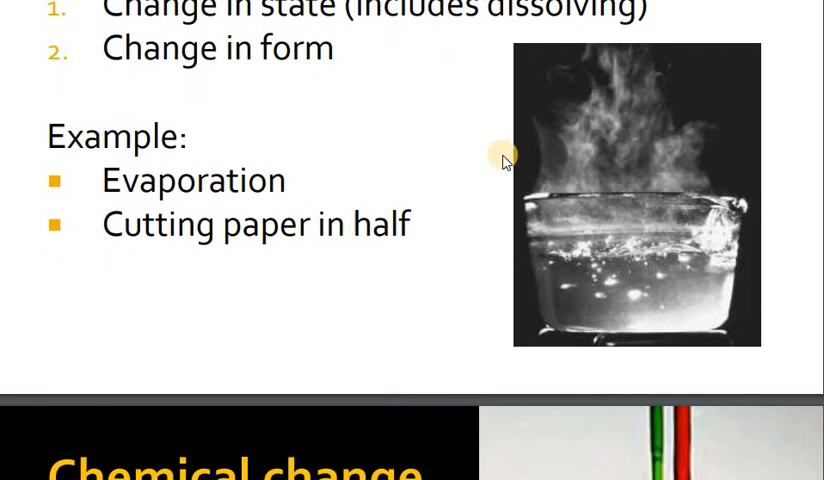 1. Change in state (includes dissolving)
2. Change in form
Example:
Evaporation
Cutting paper in half
Chemical change